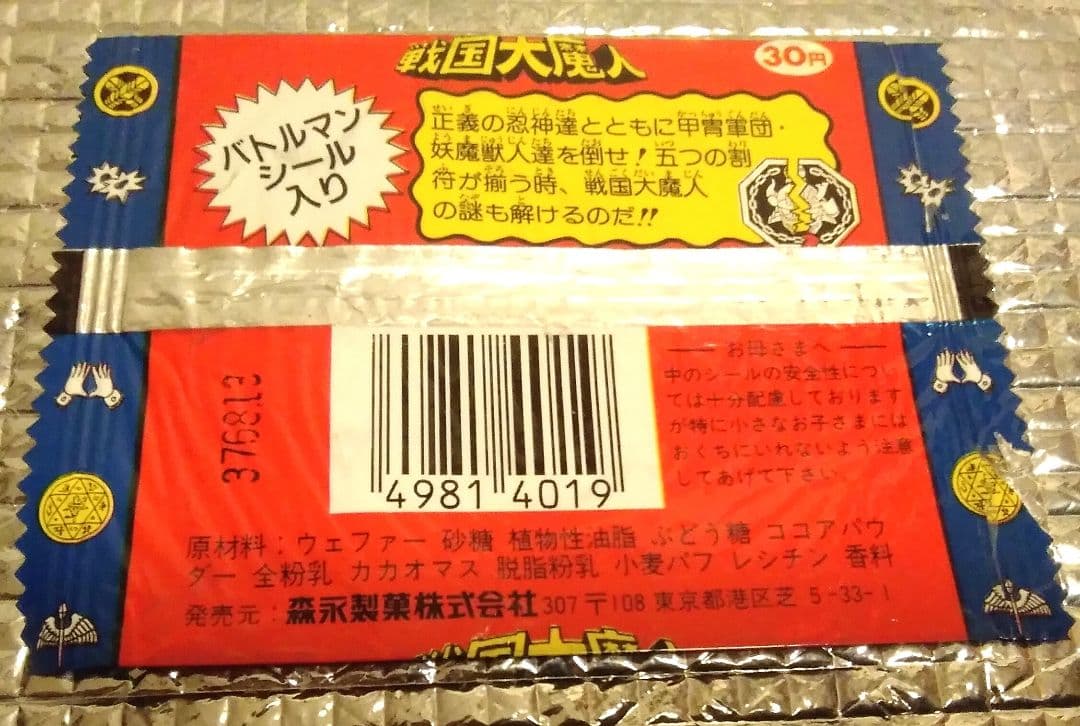 戦国大魔人
30円
バトルマン
シール
入り
正義の忍神達とともに甲冑軍団・
妖魔獣人達を倒せ！五つの割
符が揃う時、戦国大魔人
の謎も解けるのだ!!
お母さまへ
中のシールの安全性につい
ては十分配慮しております
が特に小さなお子さまには
おくちにいれないよう注意
してあげて下さい。
376813
4981 4019
原材料：ウェファー 砂糖 植物性油脂 ぶどう糖 ココアパウ
ダー 全粉乳 カカオマス 脱脂粉乳 小麦パフ レシチン 香料
発売元：森永製菓株式会社307 〒108 東京都港区芝 5-33-1
戦国大魔人